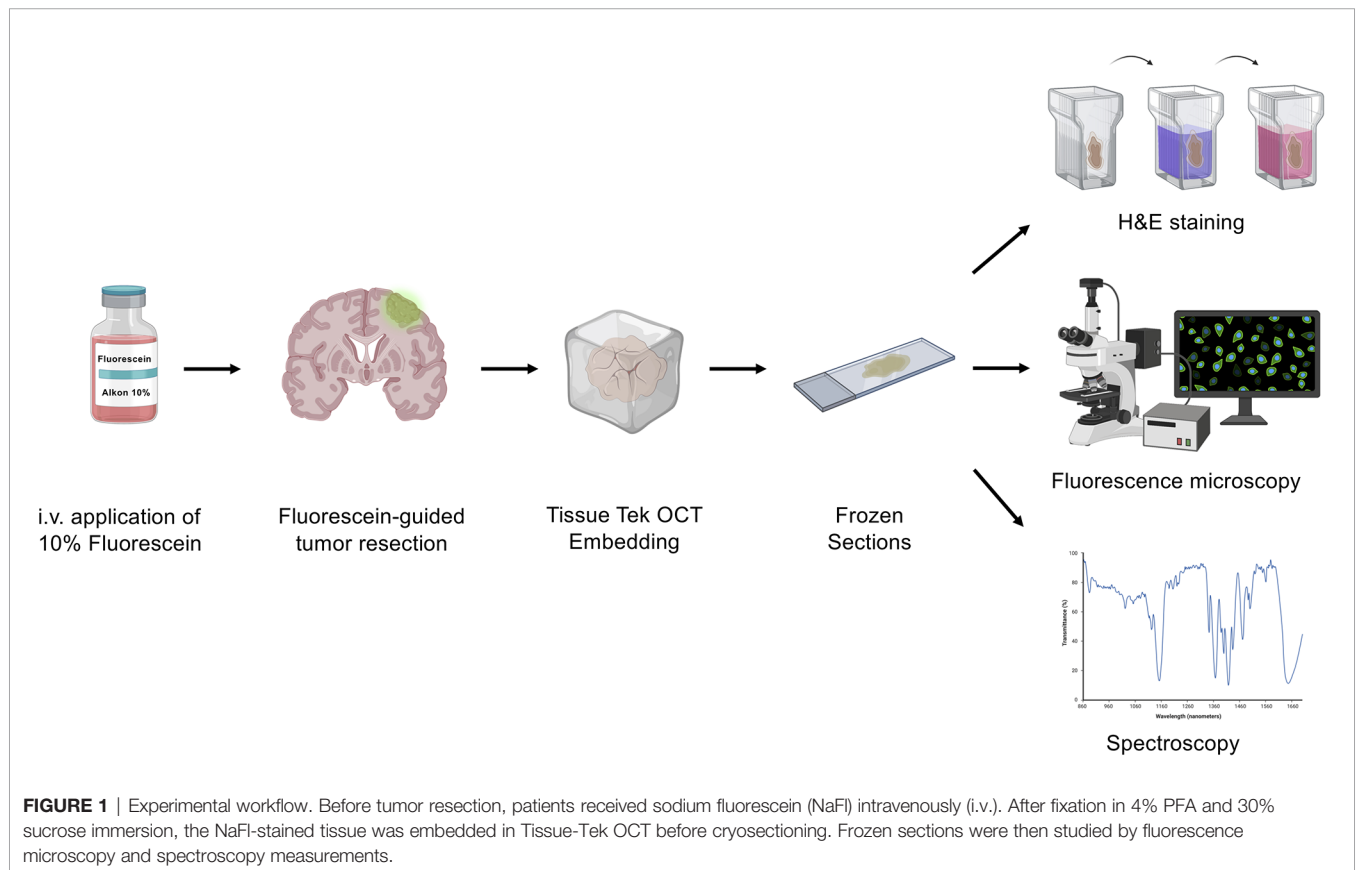 H&E staining
Fluorescein
Alkon 10%
Fluorescence microscopy
i.v. application of
10% Fluorescein
Fluorescein-guided
tumor resection
Tissue Tek OCT
Embedding
Frozen
Sections
100
80
60
40
20
0
Transmittance (%)
860 960 1060 1160 1260 1360 1460 1560 1660
Wavelength (nanometers)
Spectroscopy
FIGURE 1 | Experimental workflow. Before tumor resection, patients received sodium fluorescein (NaFl) intravenously (i.v.). After fixation in 4% PFA and 30%
sucrose immersion, the NaFl-stained tissue was embedded in Tissue-Tek OCT before cryosectioning. Frozen sections were then studied by fluorescence
microscopy and spectroscopy measurements.